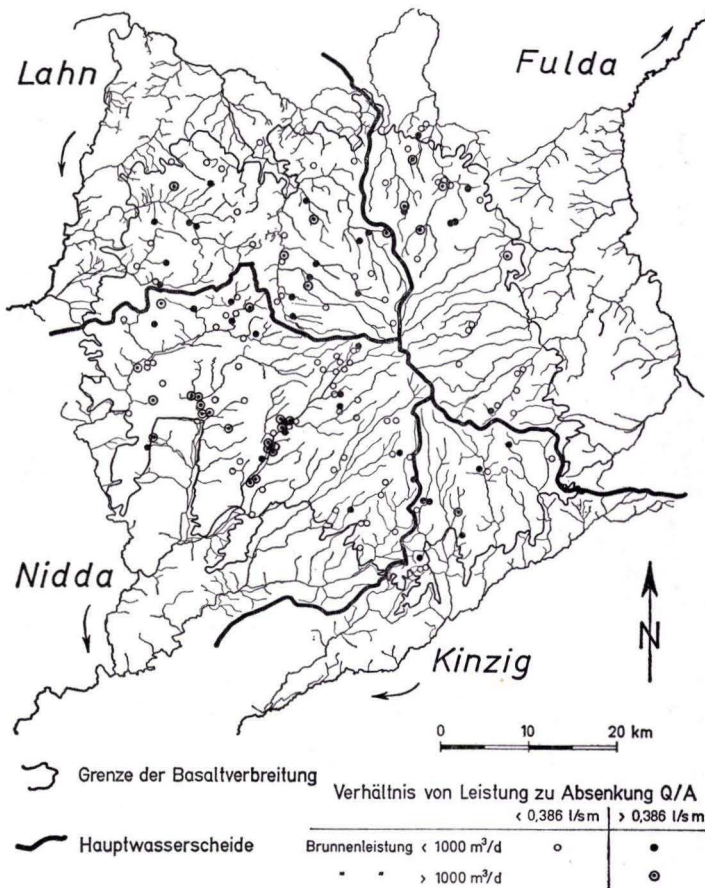 Lahn
Fulda
Nidda
Kinzig
N
0 10 20 km
Grenze der Basaltverbreitung
Hauptwasserscheide
Verhältnis von Leistung zu Absenkung Q/A
< 0,386 l/sm > 0,386 l/sm
Brunnenleistung < 1000 m³/d
" " > 1000 m³/d